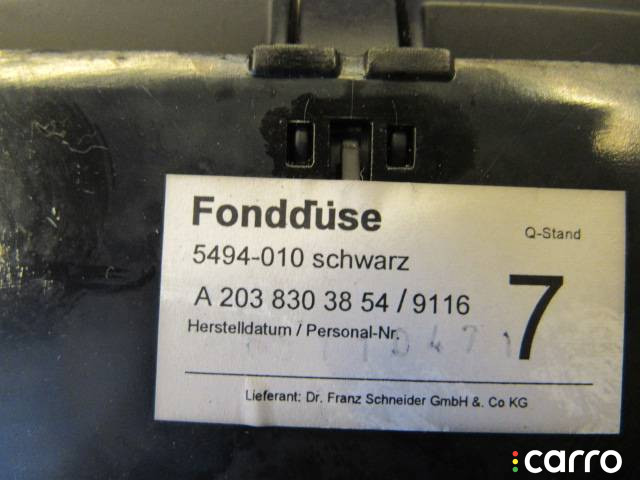 Fonddüse
Q-Stand
5494-010 schwarz
7
A 203 830 38 54 / 9116
Herstelldatum / Personal-Nr.
Lieferant: Dr. Franz Schneider GmbH &. Co KG
carro